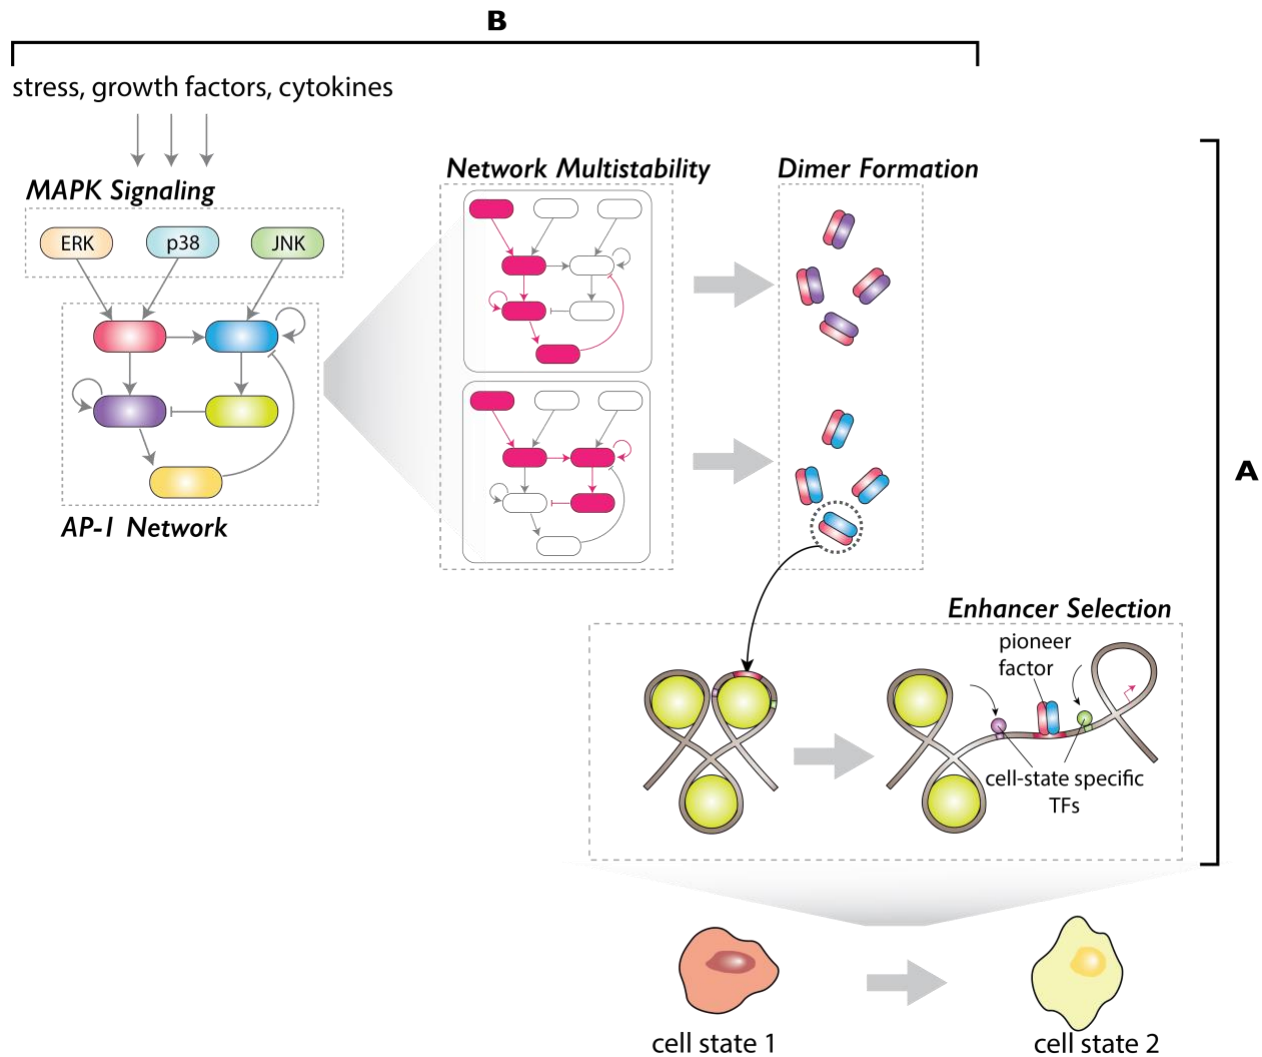 B
stress, growth factors, cytokines
MAPK Signaling
ERK
p38
JNK
AP-1 Network
Network Multistability
Dimer Formation
A
Enhancer Selection
pioneer
factor
cell-state specific
TFs
cell state 1
cell state 2